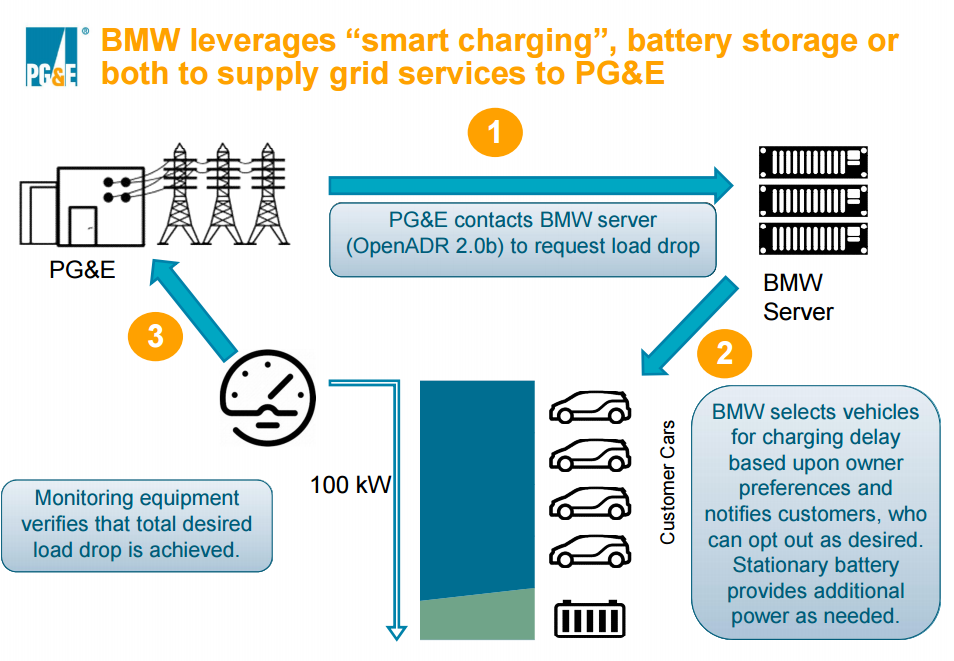 PG&E
®
BMW leverages “smart charging”, battery storage or
both to supply grid services to PG&E
1
PG&E contacts BMW server
(OpenADR 2.0b) to request load drop
PG&E
BMW
Server
3
2
100 kW
Customer Cars
BMW selects vehicles
for charging delay
based upon owner
preferences and
notifies customers, who
can opt out as desired.
Stationary battery
provides additional
power as needed.
Monitoring equipment
verifies that total desired
load drop is achieved.